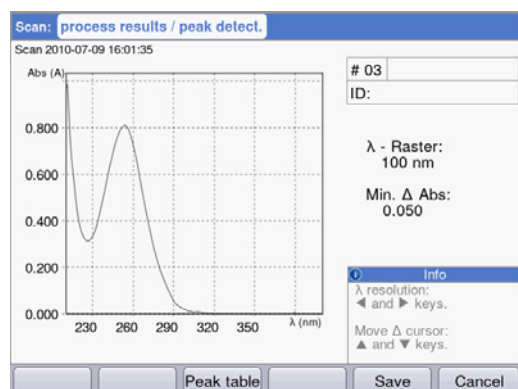 Scan: process results / peak detect.
Scan 2010-07-09 16:01:35
Abs (A)
0.800
0.600
0.400
0.200
0.000
230 260 290 320 350 λ (nm)
# 03
ID:
λ - Raster:
100 nm
Min. Δ Abs:
0.050
i Info
λ resolution:
◀ and ▶ keys.
Move Δ cursor:
▲ and ▼ keys.
Peak table Save Cancel